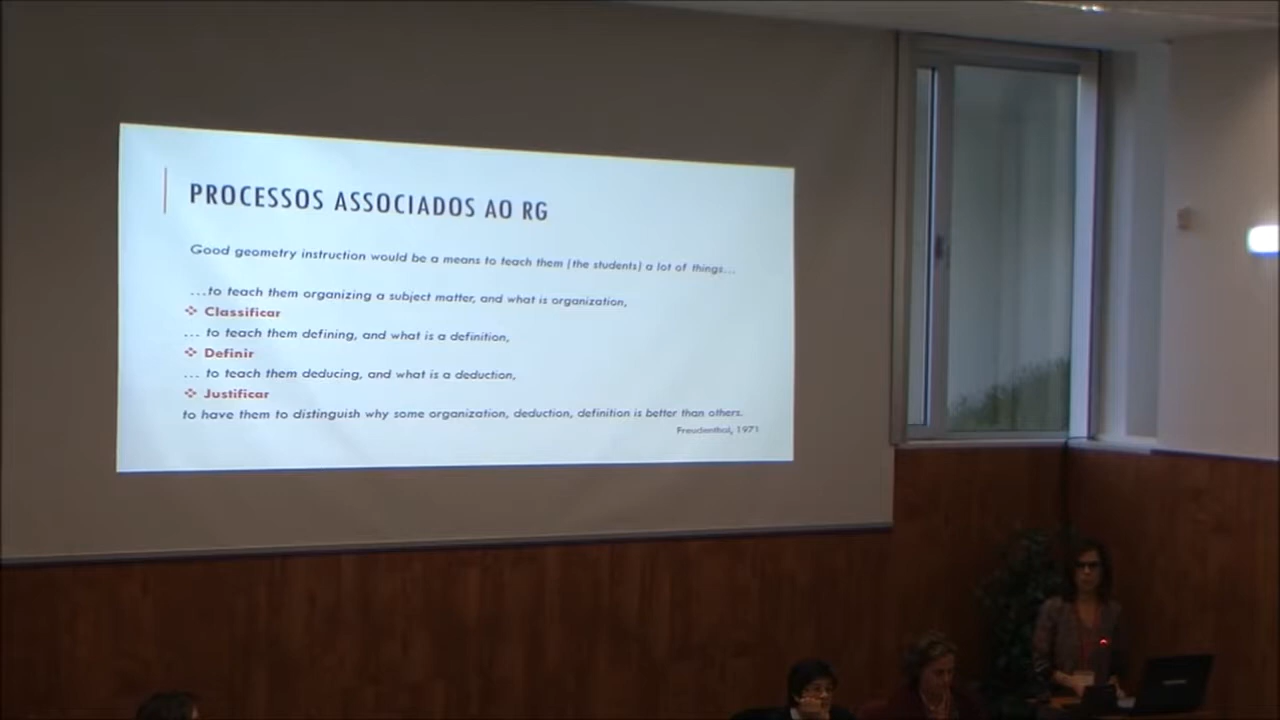 PROCESSOS ASSOCIADOS AO RG
Good geometry instruction would be a means to teach them (the students) a lot of things...
...to teach them organizing a subject matter, and what is organization,
❖ Classificar
... to teach them defining, and what is a definition,
❖ Definir
... to teach them deducing, and what is a deduction,
❖ Justificar
to have them to distinguish why some organization, deduction, definition is better than others.
Freudenthal, 1971